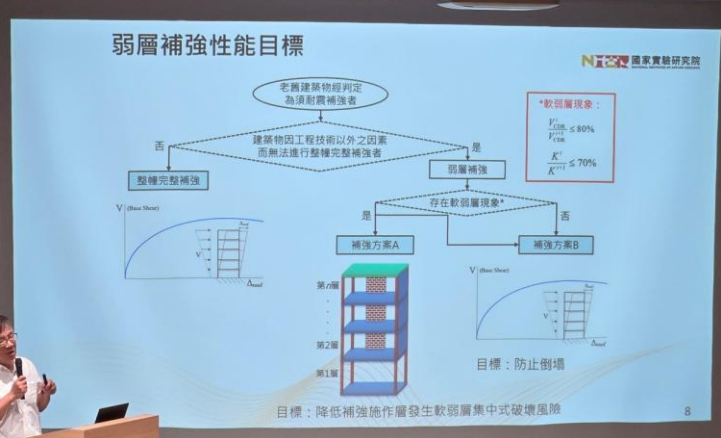 弱層補強性能目標
NIAR 國家實驗研究院
老舊建築物經判定
為須耐震補強者
*軟弱層現象：
V^i_CDR / V^{i+1}_CDR ≤ 80%
K^i / K^{i+1} ≤ 70%
建築物因工程技術以外之因素
而無法進行整幢完整補強者
否
是
整幢完整補強
弱層補強
存在軟弱層現象*
是
否
補強方案A
補強方案B
V (Base Shear)
V
Δroof
第n層
第2層
第1層
V (Base Shear)
V
Δroof
目標：防止倒塌
目標：降低補強施作層發生軟弱層集中式破壞風險
8